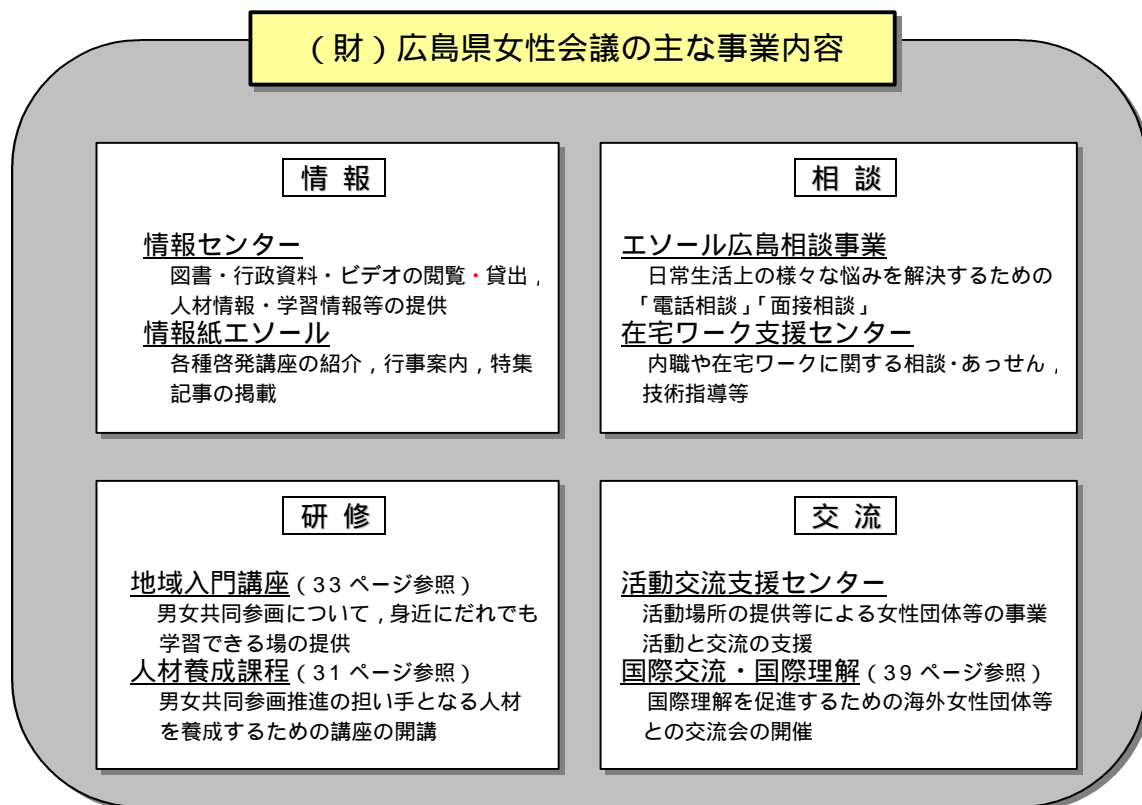 （財）広島県女性会議の主な事業内容
情 報
情報センター
図書・行政資料・ビデオの閲覧・貸出，
人材情報・学習情報等の提供
情報紙エソール
各種啓発講座の紹介，行事案内，特集
記事の掲載
相 談
エソール広島相談事業
日常生活上の様々な悩みを解決するための
「電話相談」「面接相談」
在宅ワーク支援センター
内職や在宅ワークに関する相談・あっせん，
技術指導等
研 修
地域入門講座（33 ページ参照）
男女共同参画について，身近にだれでも
学習できる場の提供
人材養成課程（31 ページ参照）
男女共同参画推進の担い手となる人材
を養成するための講座の開講
交 流
活動交流支援センター
活動場所の提供等による女性団体等の事業
活動と交流の支援
国際交流・国際理解（39 ページ参照）
国際理解を促進するための海外女性団体等
との交流会の開催